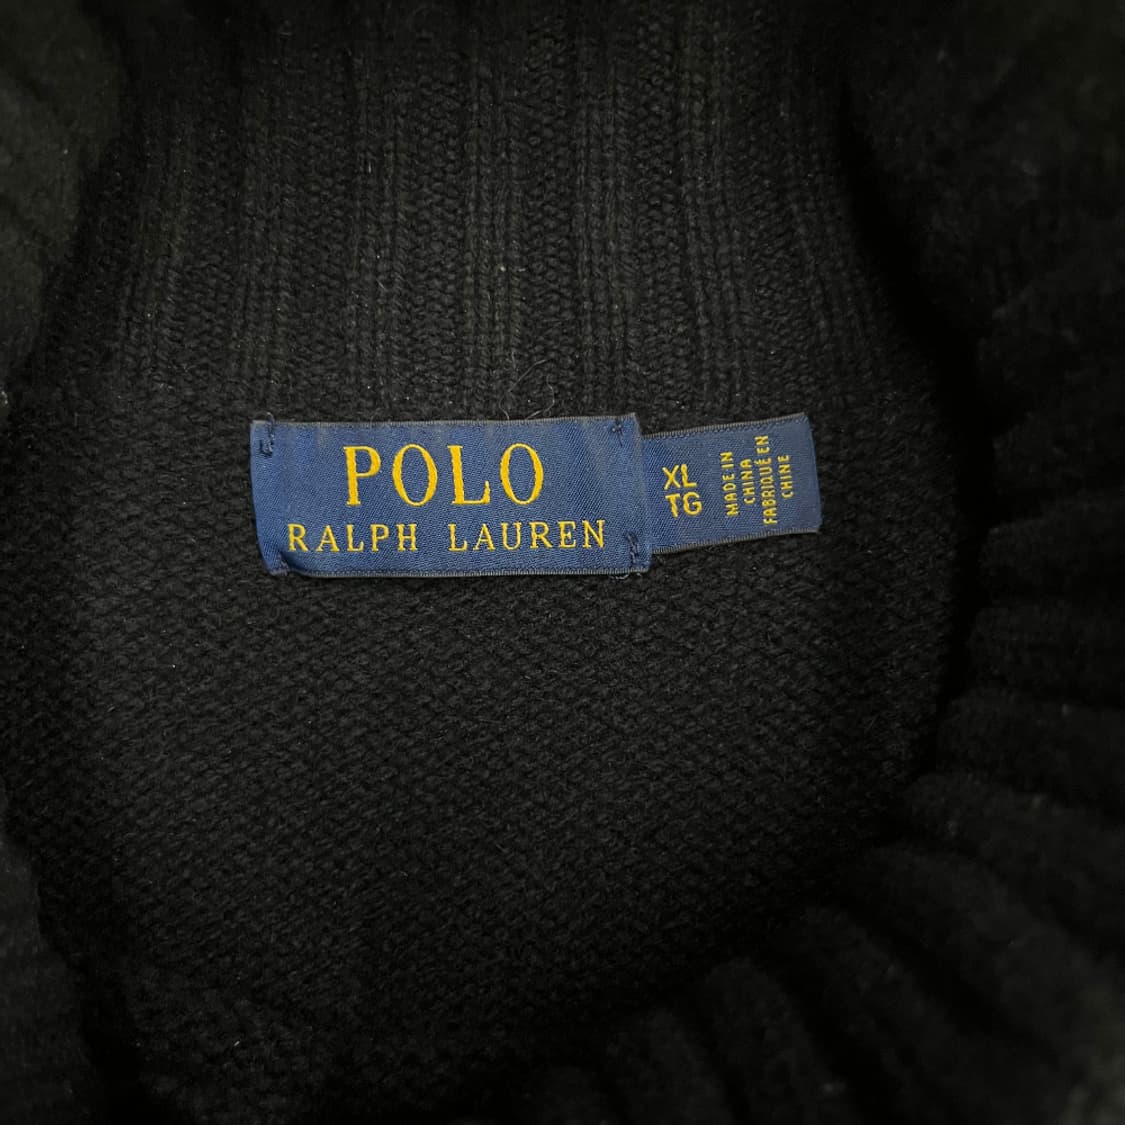 POLO
RALPH LAUREN
XL
TG
MADE IN
CHINA
FABRIQUÉ EN
CHINE